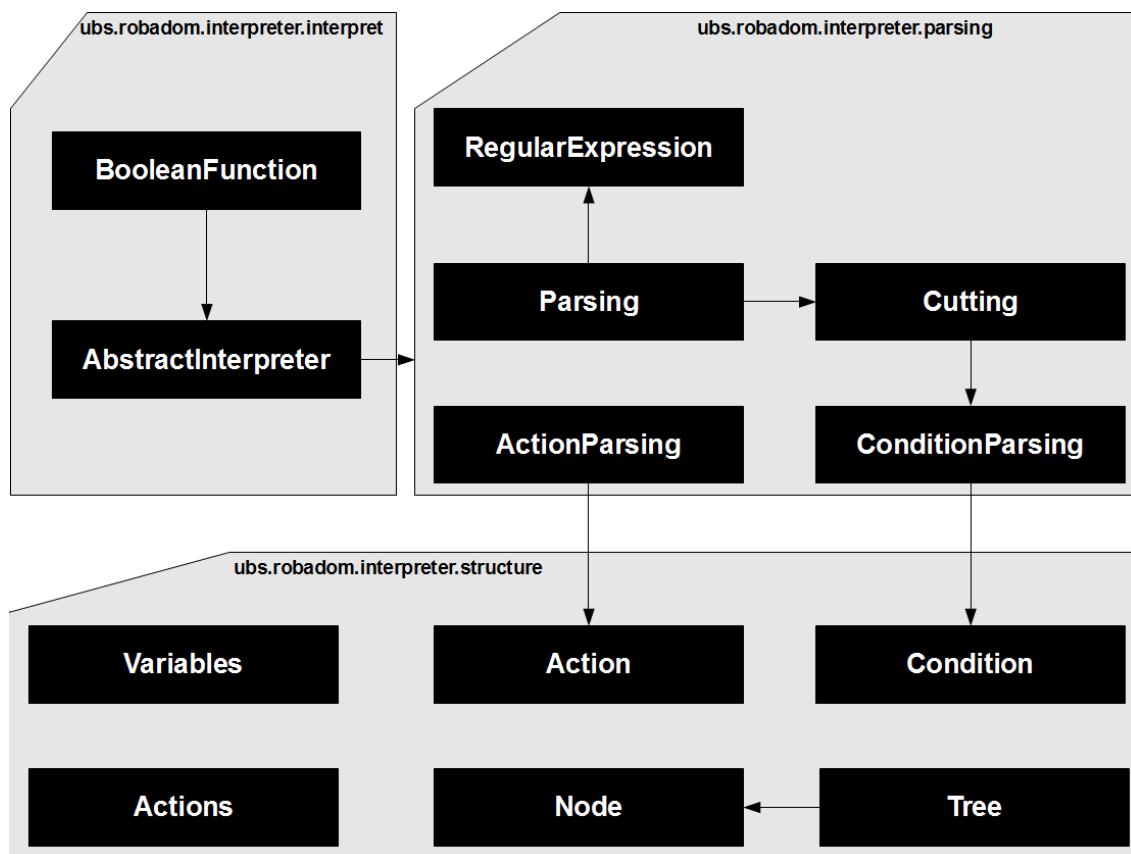 ubs.robadom.interpreter.interpret
BooleanFunction
AbstractInterpreter
ubs.robadom.interpreter.parsing
RegularExpression
Parsing
Cutting
ActionParsing
ConditionParsing
ubs.robadom.interpreter.structure
Variables
Action
Condition
Actions
Node
Tree